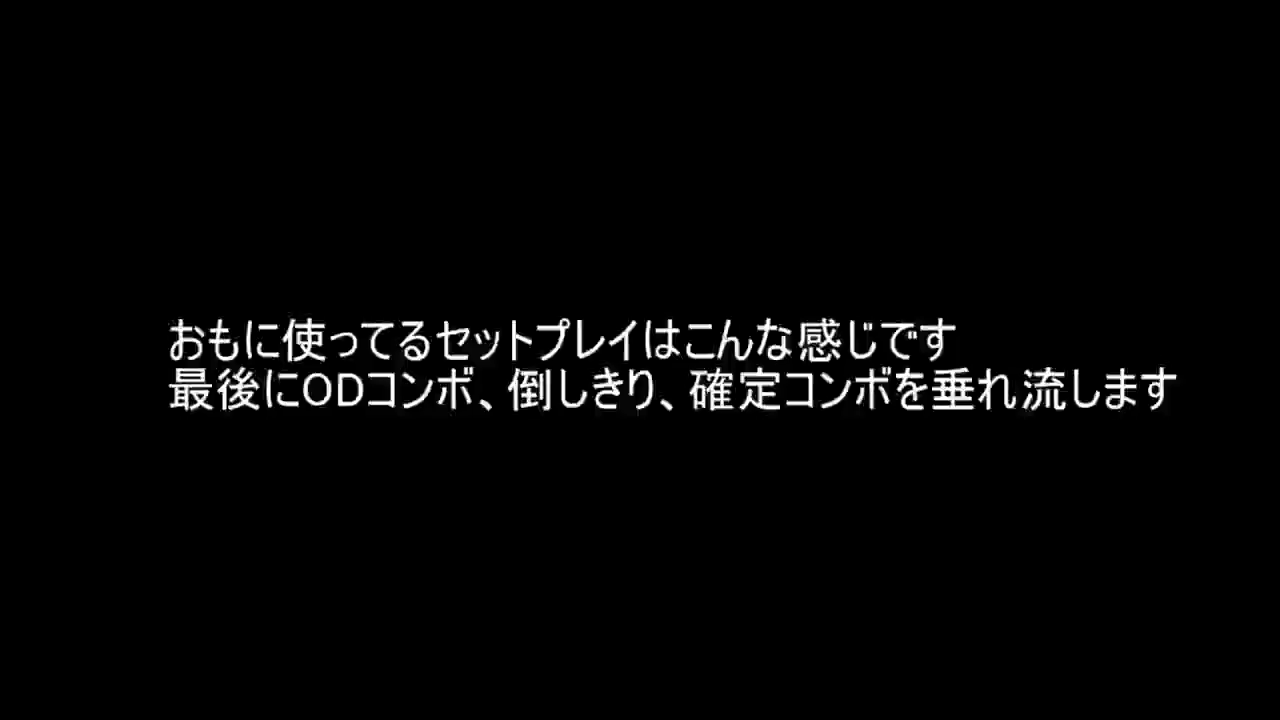 おもに使ってるセットプレイはこんな感じです
最後にODコンボ、倒しきり、確定コンボを垂れ流します